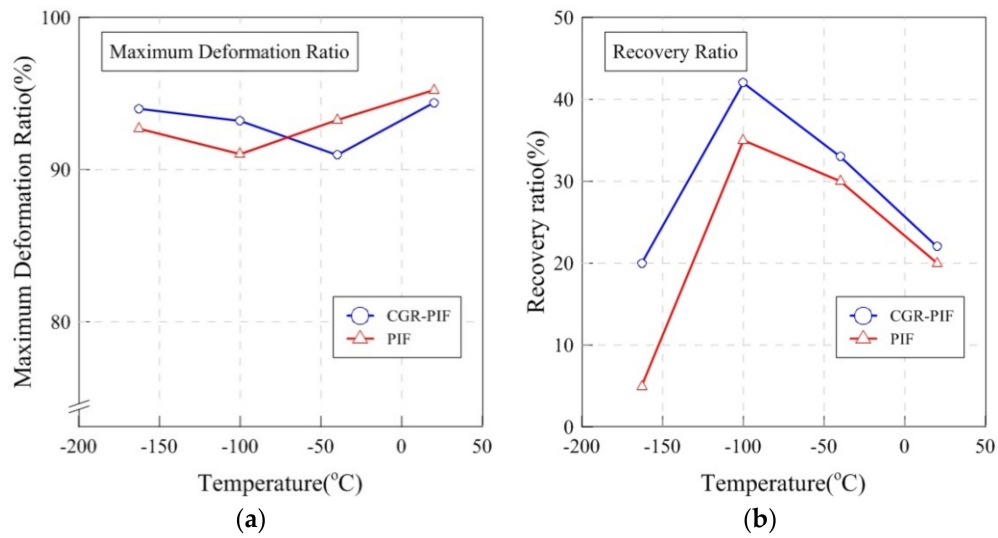 Maximum Deformation Ratio(%)
100
90
80
Maximum Deformation Ratio
CGR-PIF
PIF
-200 -150 -100 -50 0 50
Temperature(°C)
(a)
Recovery ratio(%)
50
40
30
20
10
0
Recovery Ratio
CGR-PIF
PIF
-200 -150 -100 -50 0 50
Temperature(°C)
(b)